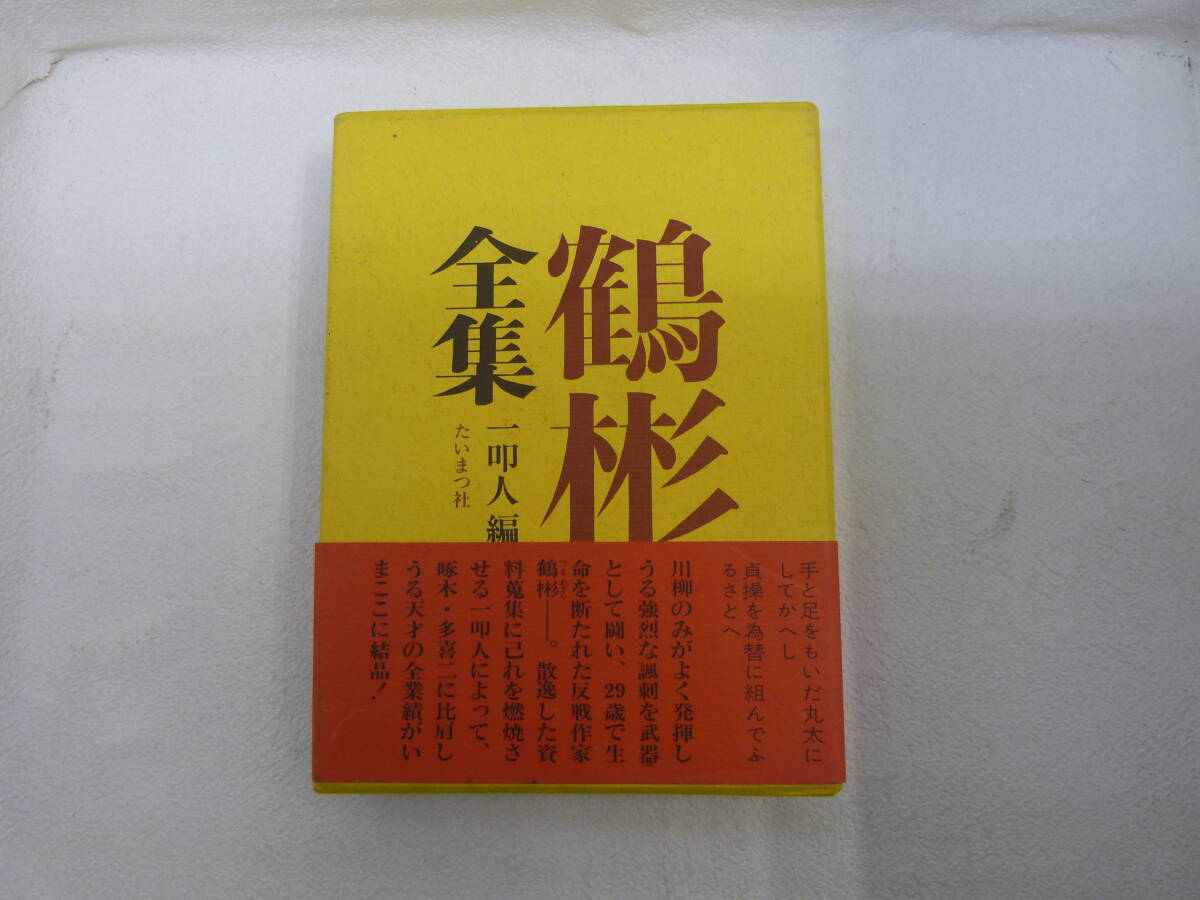 鶴彬
全集
一叩人編
たいまつ社
手と足をもいだ丸太に
してかへし
貞操を為替に組んでふ
るさとへ
川柳のみがよく発揮し
うる強烈な諷刺を武器
として闘い、29歳で生
命を断たれた反戦作家
鶴彬――。散逸した資
つるあきら
料蒐集に己れを燃焼さ
せる一叩人によって、
啄木・多喜二に比肩し
うる天才の全業績がい
まここに結晶！